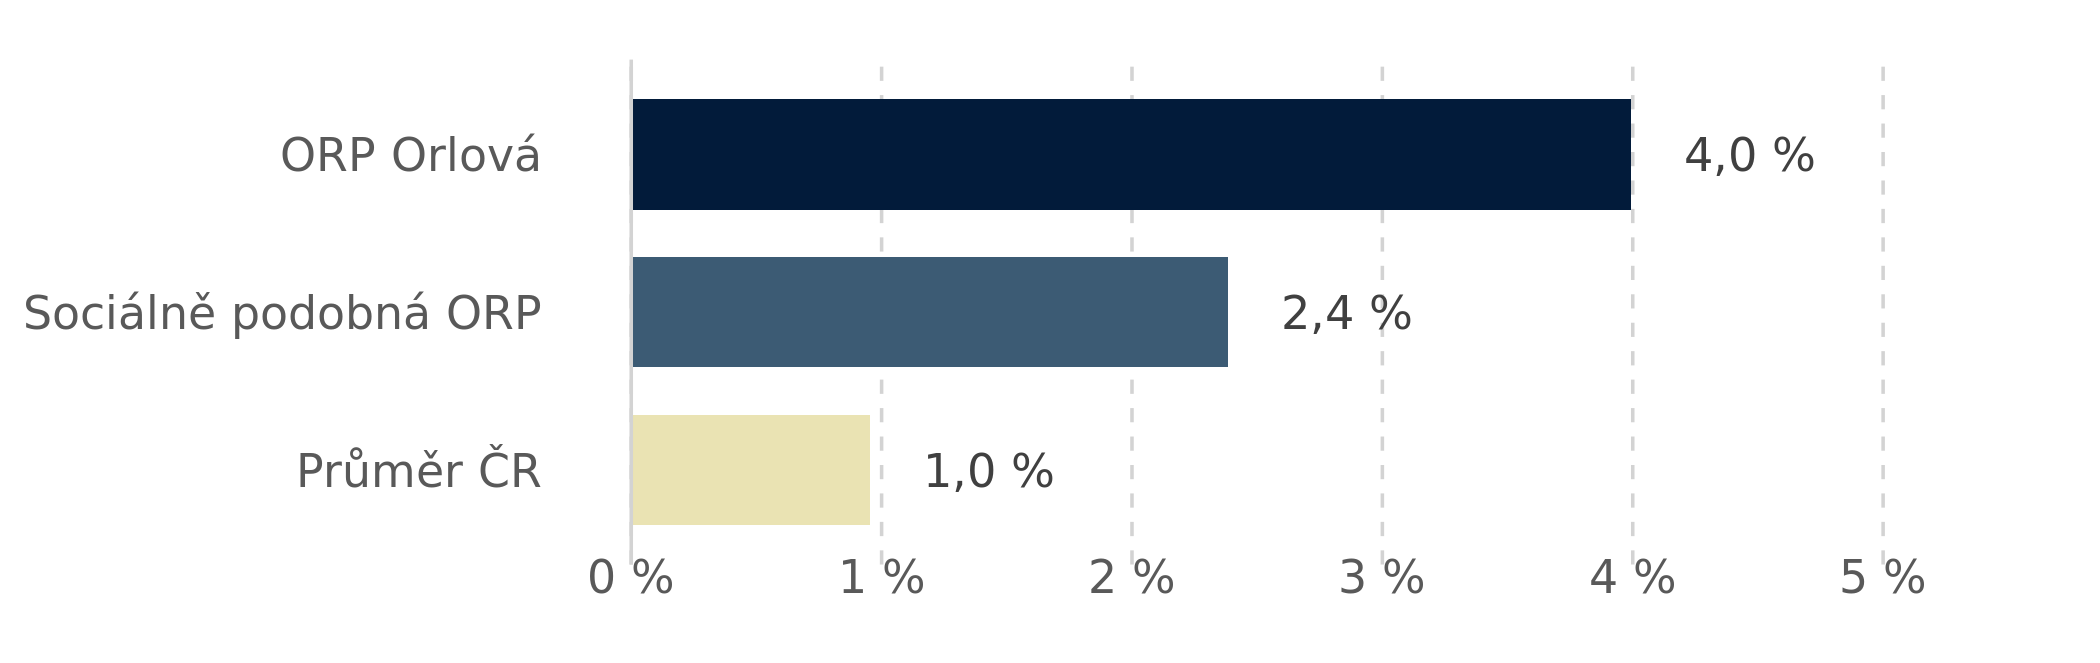 ORP Orlová
4,0 %
Sociálně podobná ORP
2,4 %
Průměr ČR
1,0 %
0 % 1 % 2 % 3 % 4 % 5 %